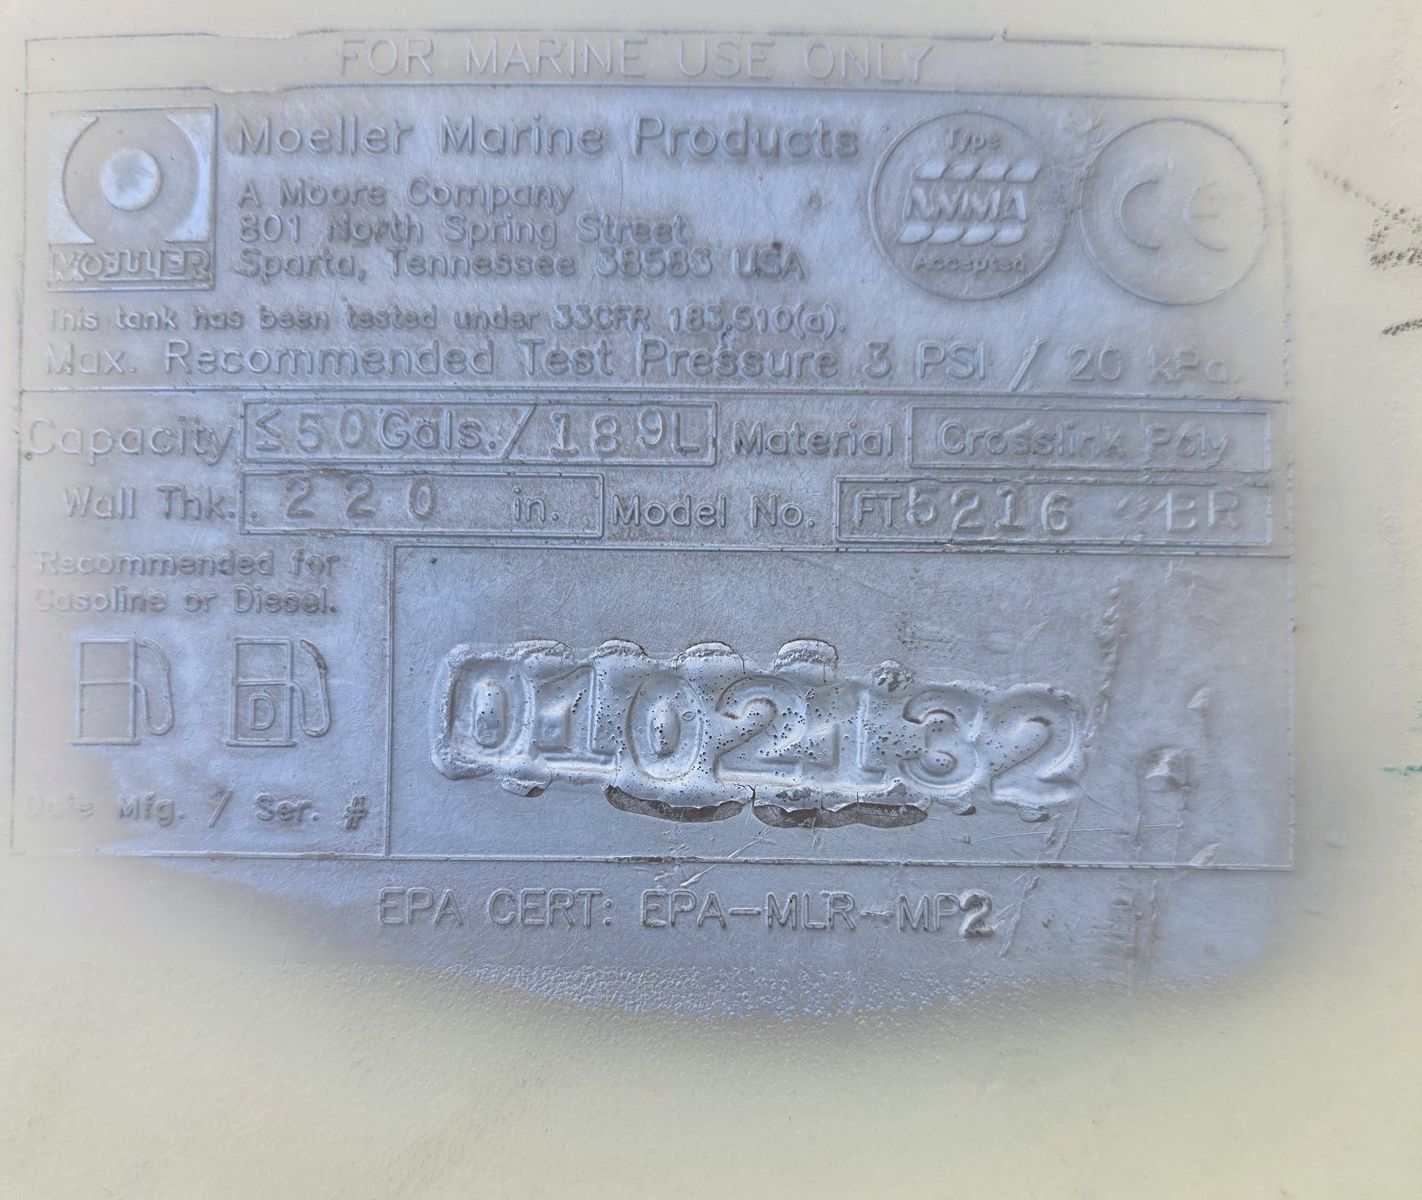 FOR MARINE USE ONLY
MOELLER
Moeller Marine Products
A Moore Company
801 North Spring Street
Sparta, Tennessee 38583 USA
Type
NMMA
Accepted
CE
This tank has been tested under 33CFR 183.510(a).
Max. Recommended Test Pressure 3 PSI / 20 kPa.
Capacity ≤50Gals./189L Material Crosslink Poly
Wall Thk. .220 in. Model No. FT5216 BR
Recommended for
Gasoline or Diesel.
D
Date Mfg. / Ser. #
0102132
EPA CERT: EPA-MLR-MP2